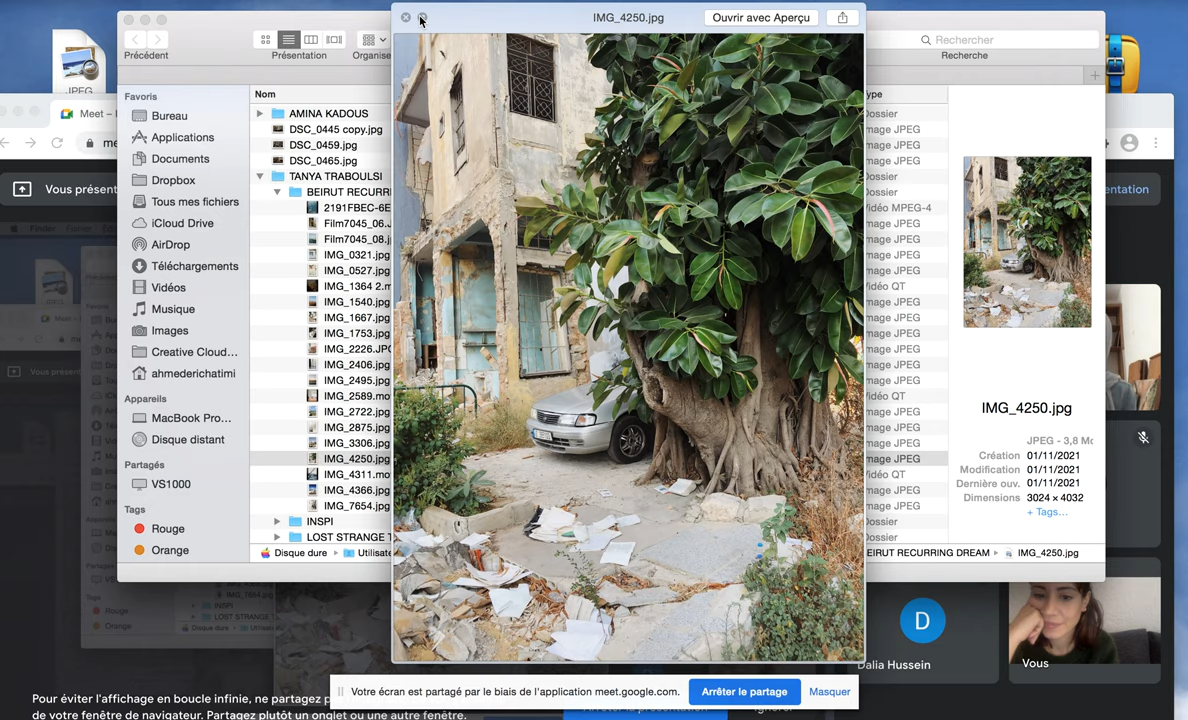 IMG_4250.jpg
Ouvrir avec Aperçu
Précédent
Présentation
Organise
Rechercher
Recherche
JPEG
Meet –
me
Vous présent
entation
Favoris
Bureau
Applications
Documents
Dropbox
Tous mes fichiers
iCloud Drive
AirDrop
Téléchargements
Vidéos
Musique
Images
Creative Cloud…
ahmederichatimi
Appareils
MacBook Pro…
Disque distant
Partagés
VS1000
Tags
Rouge
Orange
Nom
AMINA KADOUS
DSC_0445 copy.jpg
DSC_0459.jpg
DSC_0465.jpg
TANYA TRABOULSI
BEIRUT RECURRI
2191FBEC-6E
Film7045_06.
Film7045_08.j
IMG_0321.jpg
IMG_0527.jpg
IMG_1364 2.m
IMG_1540.jpg
IMG_1667.jpg
IMG_1753.jpg
IMG_2226.JPG
IMG_2406.jpg
IMG_2495.jpg
IMG_2589.mo
IMG_2722.jpg
IMG_2875.jpg
IMG_3306.jpg
IMG_4250.jpg
IMG_4311.mo
IMG_4366.jpg
IMG_7654.jpg
INSPI
LOST STRANGE T
Disque dure
Utilisate
ype
Dossier
mage JPEG
mage JPEG
mage JPEG
Dossier
Dossier
Vidéo MPEG-4
mage JPEG
mage JPEG
mage JPEG
mage JPEG
Vidéo QT
mage JPEG
mage JPEG
mage JPEG
mage JPEG
mage JPEG
mage JPEG
Vidéo QT
mage JPEG
mage JPEG
mage JPEG
mage JPEG
Vidéo QT
mage JPEG
mage JPEG
Dossier
Dossier
EIRUT RECURRING DREAM
IMG_4250.jpg
IMG_4250.jpg
JPEG - 3,8 Mo
Création 01/11/2021
Modification 01/11/2021
Dernière ouv. 01/11/2021
Dimensions 3024 × 4032
+ Tags…
D
Dalia Hussein
Vous
Votre écran est partagé par le biais de l'application meet.google.com.
Arrêter le partage
Masquer
Pour éviter l'affichage en boucle infinie, ne partagez p
de votre fenêtre de navigateur. Partagez plutôt un onglet ou une autre fenêtre.